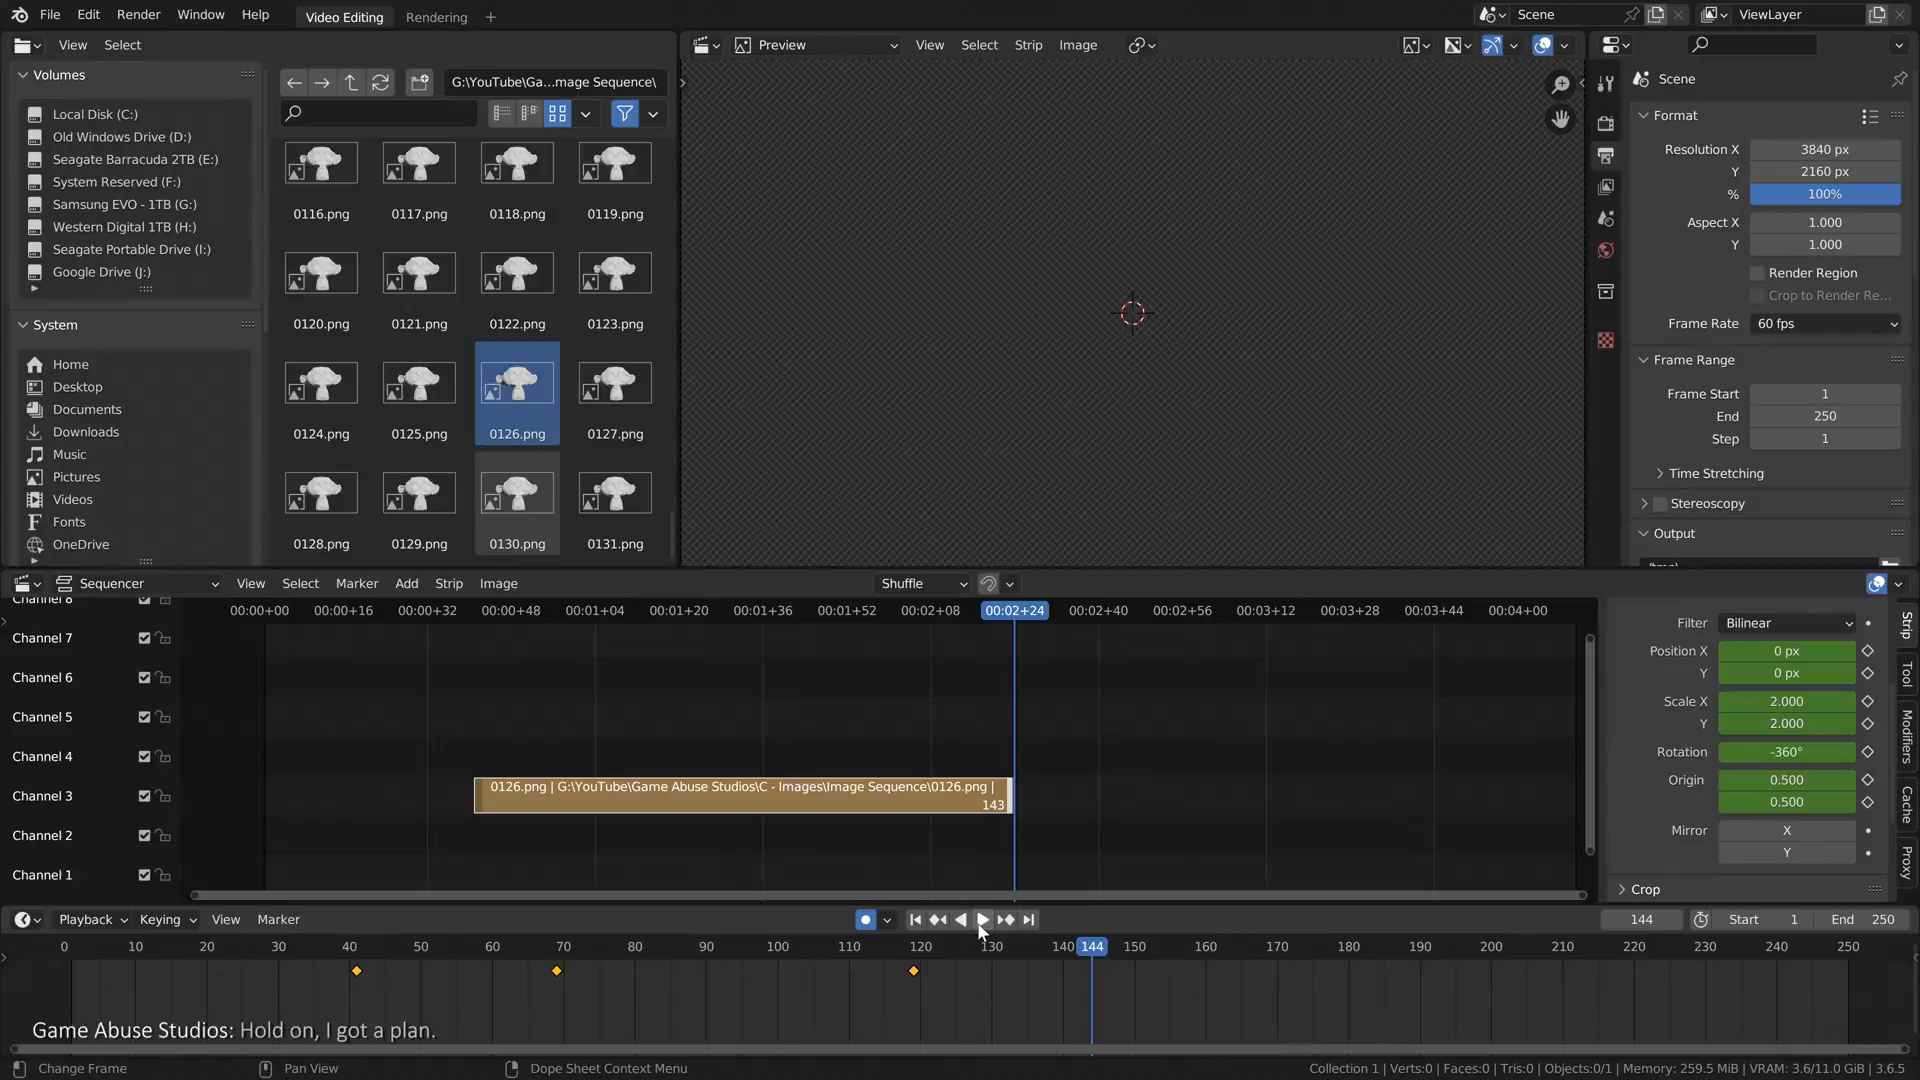 File Edit Render Window Help Video Editing Rendering + Scene ViewLayer
View Select
Preview View Select Strip Image
Volumes
Local Disk (C:)
Old Windows Drive (D:)
Seagate Barracuda 2TB (E:)
System Reserved (F:)
Samsung EVO - 1TB (G:)
Western Digital 1TB (H:)
Seagate Portable Drive (I:)
Google Drive (J:)
System
Home
Desktop
Documents
Downloads
Music
Pictures
Videos
Fonts
OneDrive
G:\YouTube\Ga...mage Sequence\
0116.png 0117.png 0118.png 0119.png
0120.png 0121.png 0122.png 0123.png
0124.png 0125.png 0126.png 0127.png
0128.png 0129.png 0130.png 0131.png
Scene
Format
Resolution X 3840 px
Y 2160 px
% 100%
Aspect X 1.000
Y 1.000
Render Region
Crop to Render Re...
Frame Rate 60 fps
Frame Range
Frame Start 1
End 250
Step 1
Time Stretching
Stereoscopy
Output
Sequencer View Select Marker Add Strip Image Shuffle
00:00+00 00:00+16 00:00+32 00:00+48 00:01+04 00:01+20 00:01+36 00:01+52 00:02+08 00:02+24 00:02+40 00:02+56 00:03+12 00:03+28 00:03+44 00:04+00
Channel 8
Channel 7
Channel 6
Channel 5
Channel 4
Channel 3
Channel 2
Channel 1
0126.png | G:\YouTube\Game Abuse Studios\C - Images\Image Sequence\0126.png |
143
Filter Bilinear
Position X 0 px
Y 0 px
Scale X 2.000
Y 2.000
Rotation -360°
Origin 0.500
0.500
Mirror X
Y
Crop
Strip
Tool
Modifiers
Cache
Proxy
Playback Keying View Marker 144 Start 1 End 250
0 10 20 30 40 50 60 70 80 90 100 110 120 130 140 144 150 160 170 180 190 200 210 220 230 240 250
Game Abuse Studios: Hold on, I got a plan.
Change Frame Pan View Dope Sheet Context Menu Collection 1 | Verts:0 | Faces:0 | Tris:0 | Objects:0/1 | Memory: 259.5 MiB | VRAM: 3.6/11.0 GiB | 3.6.5